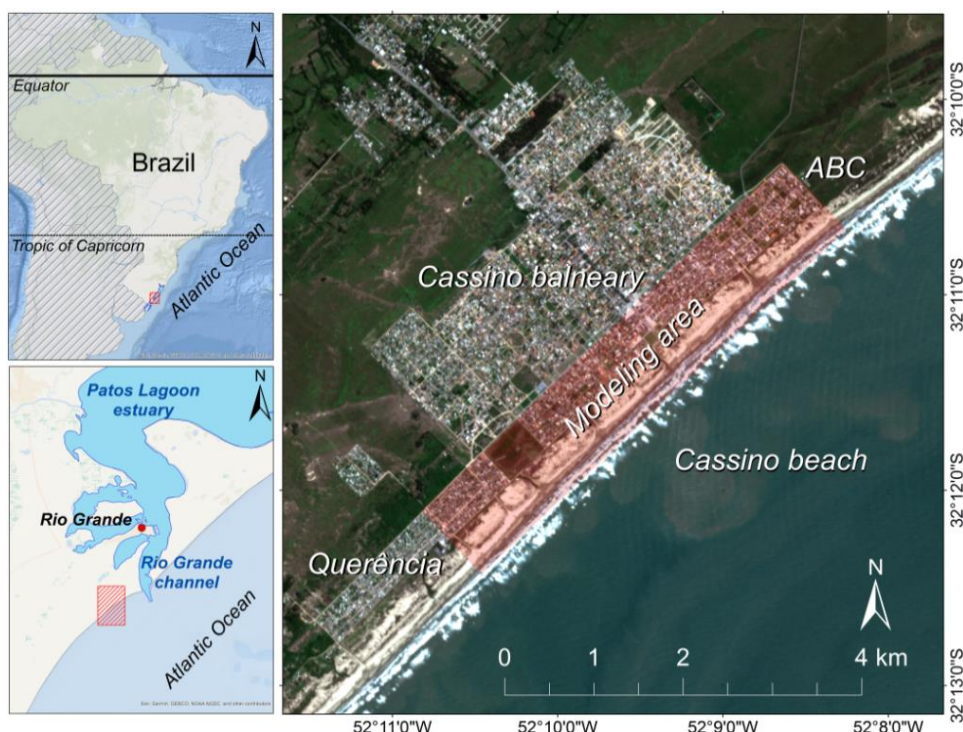 N
Equator
Brazil
Tropic of Capricorn
Atlantic Ocean
N
Patos Lagoon
estuary
Rio Grande
Rio Grande
channel
Atlantic Ocean
ABC
Cassino balneary
Modeling area
Cassino beach
Querência
N
0 1 2 4 km
32°10'0"S
32°11'0"S
32°12'0"S
32°13'0"S
52°11'0"W 52°10'0"W 52°9'0"W 52°8'0"W